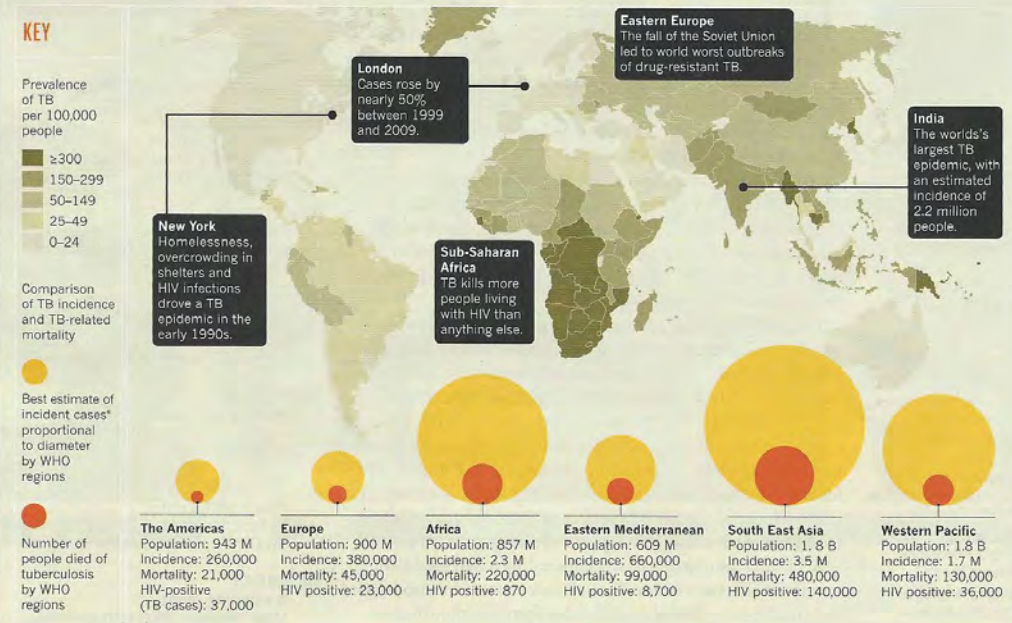 KEY
Prevalence
of TB
per 100,000
people
≥300
150–299
50–149
25–49
0–24
Comparison
of TB incidence
and TB-related
mortality
Best estimate of
incident cases*
proportional
to diameter
by WHO
regions
Number of
people died of
tuberculosis
by WHO
regions
New York
Homelessness,
overcrowding in
shelters and
HIV infections
drove a TB
epidemic in the
early 1990s.
London
Cases rose by
nearly 50%
between 1999
and 2009.
Eastern Europe
The fall of the Soviet Union
led to world worst outbreaks
of drug-resistant TB.
Sub-Saharan
Africa
TB kills more
people living
with HIV than
anything else.
India
The worlds's
largest TB
epidemic, with
an estimated
incidence of
2.2 million
people.
The Americas
Population: 943 M
Incidence: 260,000
Mortality: 21,000
HIV-positive
(TB cases): 37,000
Europe
Population: 900 M
Incidence: 380,000
Mortality: 45,000
HIV positive: 23,000
Africa
Population: 857 M
Incidence: 2.3 M
Mortality: 220,000
HIV positive: 870
Eastern Mediterranean
Population: 609 M
Incidence: 660,000
Mortality: 99,000
HIV positive: 8,700
South East Asia
Population: 1. 8 B
Incidence: 3.5 M
Mortality: 480,000
HIV positive: 140,000
Western Pacific
Population: 1.8 B
Incidence: 1.7 M
Mortality: 130,000
HIV positive: 36,000